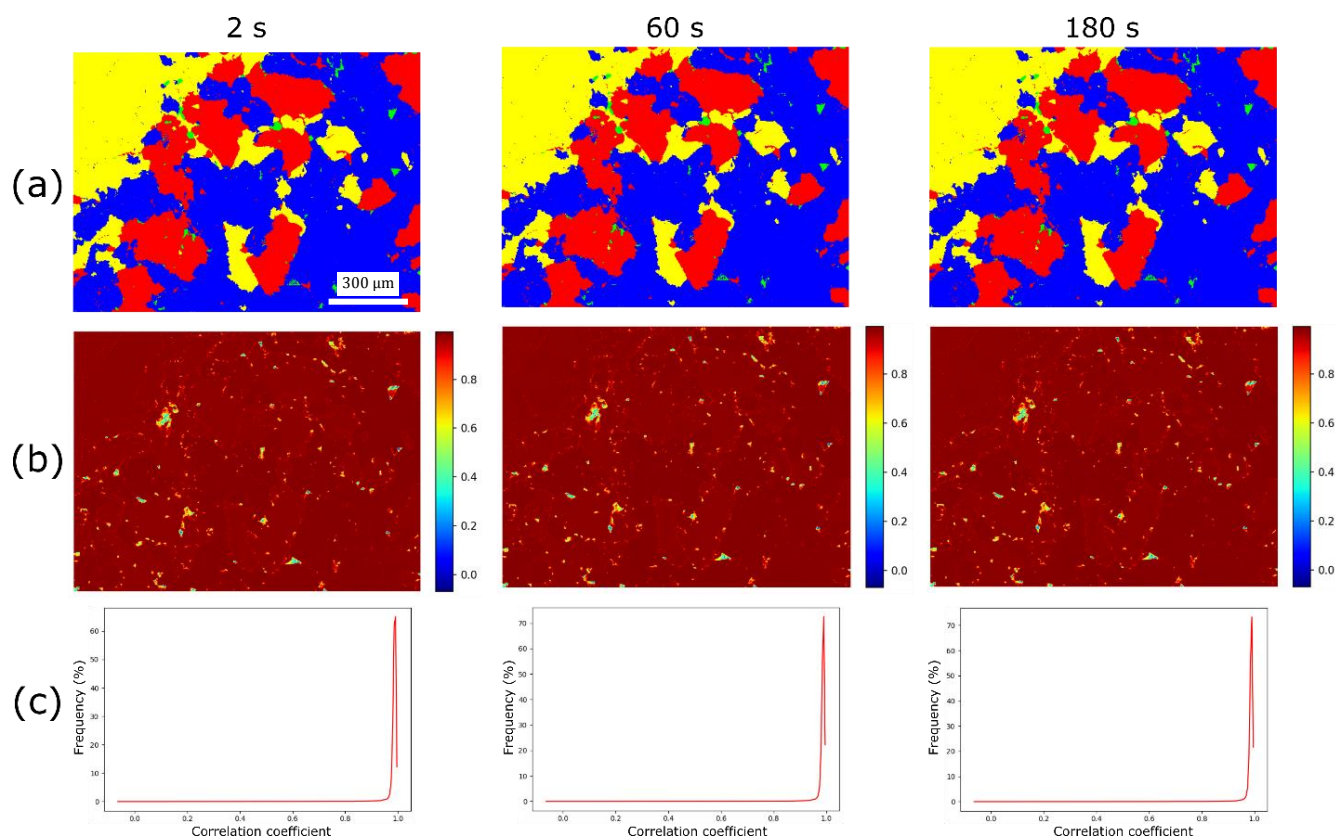 2 s 60 s 180 s
(a)
300 μm
(b)
0.8 0.8 0.8
0.6 0.6 0.6
0.4 0.4 0.4
0.2 0.2 0.2
0.0 0.0 0.0
(c)
Frequency (%)
60
50
40
30
20
10
0
0.0 0.2 0.4 0.6 0.8 1.0
Correlation coefficient
Frequency (%)
70
60
50
40
30
20
10
0
0.0 0.2 0.4 0.6 0.8 1.0
Correlation coefficient
Frequency (%)
70
60
50
40
30
20
10
0
0.0 0.2 0.4 0.6 0.8 1.0
Correlation coefficient